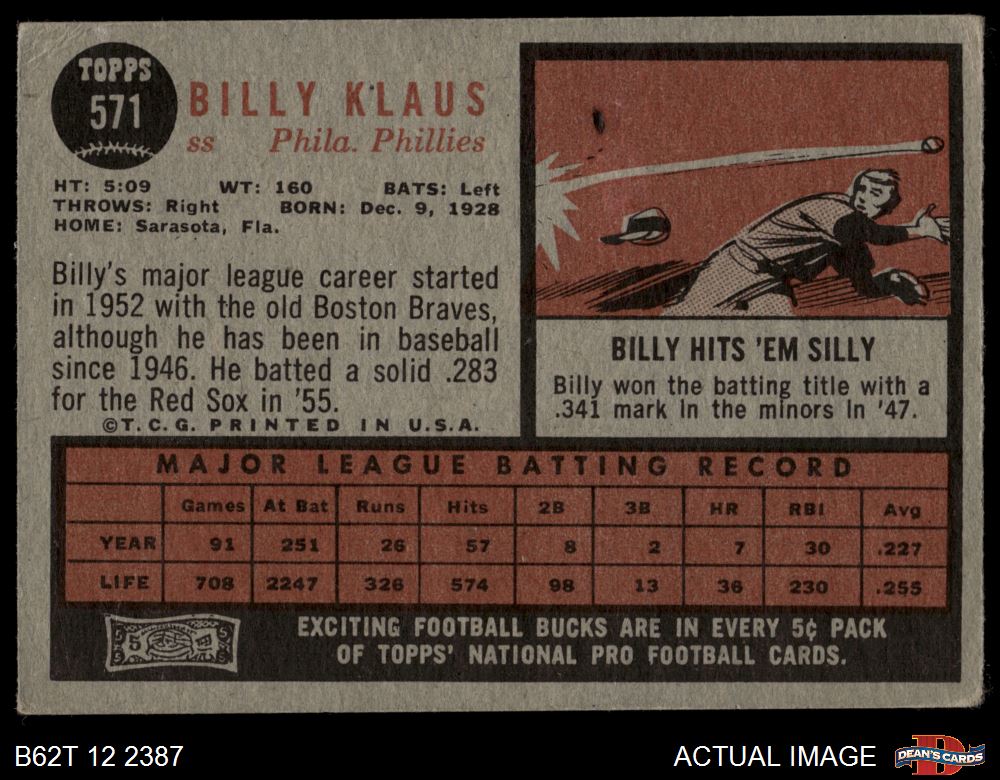 TOPPS
571
BILLY KLAUS
ss Phila. Phillies
HT: 5:09 WT: 160 BATS: Left
THROWS: Right BORN: Dec. 9, 1928
HOME: Sarasota, Fla.
Billy's major league career started
in 1952 with the old Boston Braves,
although he has been in baseball
since 1946. He batted a solid .283
for the Red Sox in '55.
©T.C.G. PRINTED IN U.S.A.
BILLY HITS 'EM SILLY
Billy won the batting title with a
.341 mark in the minors in '47.
MAJOR LEAGUE BATTING RECORD
Games At Bat Runs Hits 2B 3B HR RBI Avg
YEAR 91 251 26 57 8 2 7 30 .227
LIFE 708 2247 326 574 98 13 36 230 .255
5 5
5
5 5
EXCITING FOOTBALL BUCKS ARE IN EVERY 5¢ PACK
OF TOPPS' NATIONAL PRO FOOTBALL CARDS.
B62T 12 2387 ACTUAL IMAGE DEAN'S CARDS